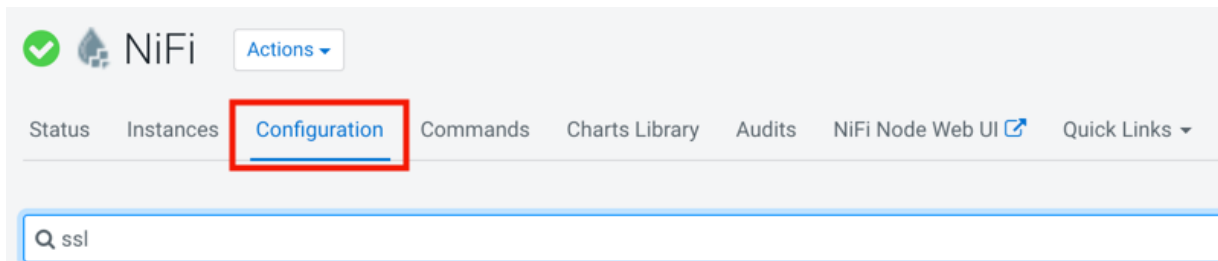 NiFi Actions
Status Instances Configuration Commands Charts Library Audits NiFi Node Web UI Quick Links
ssl